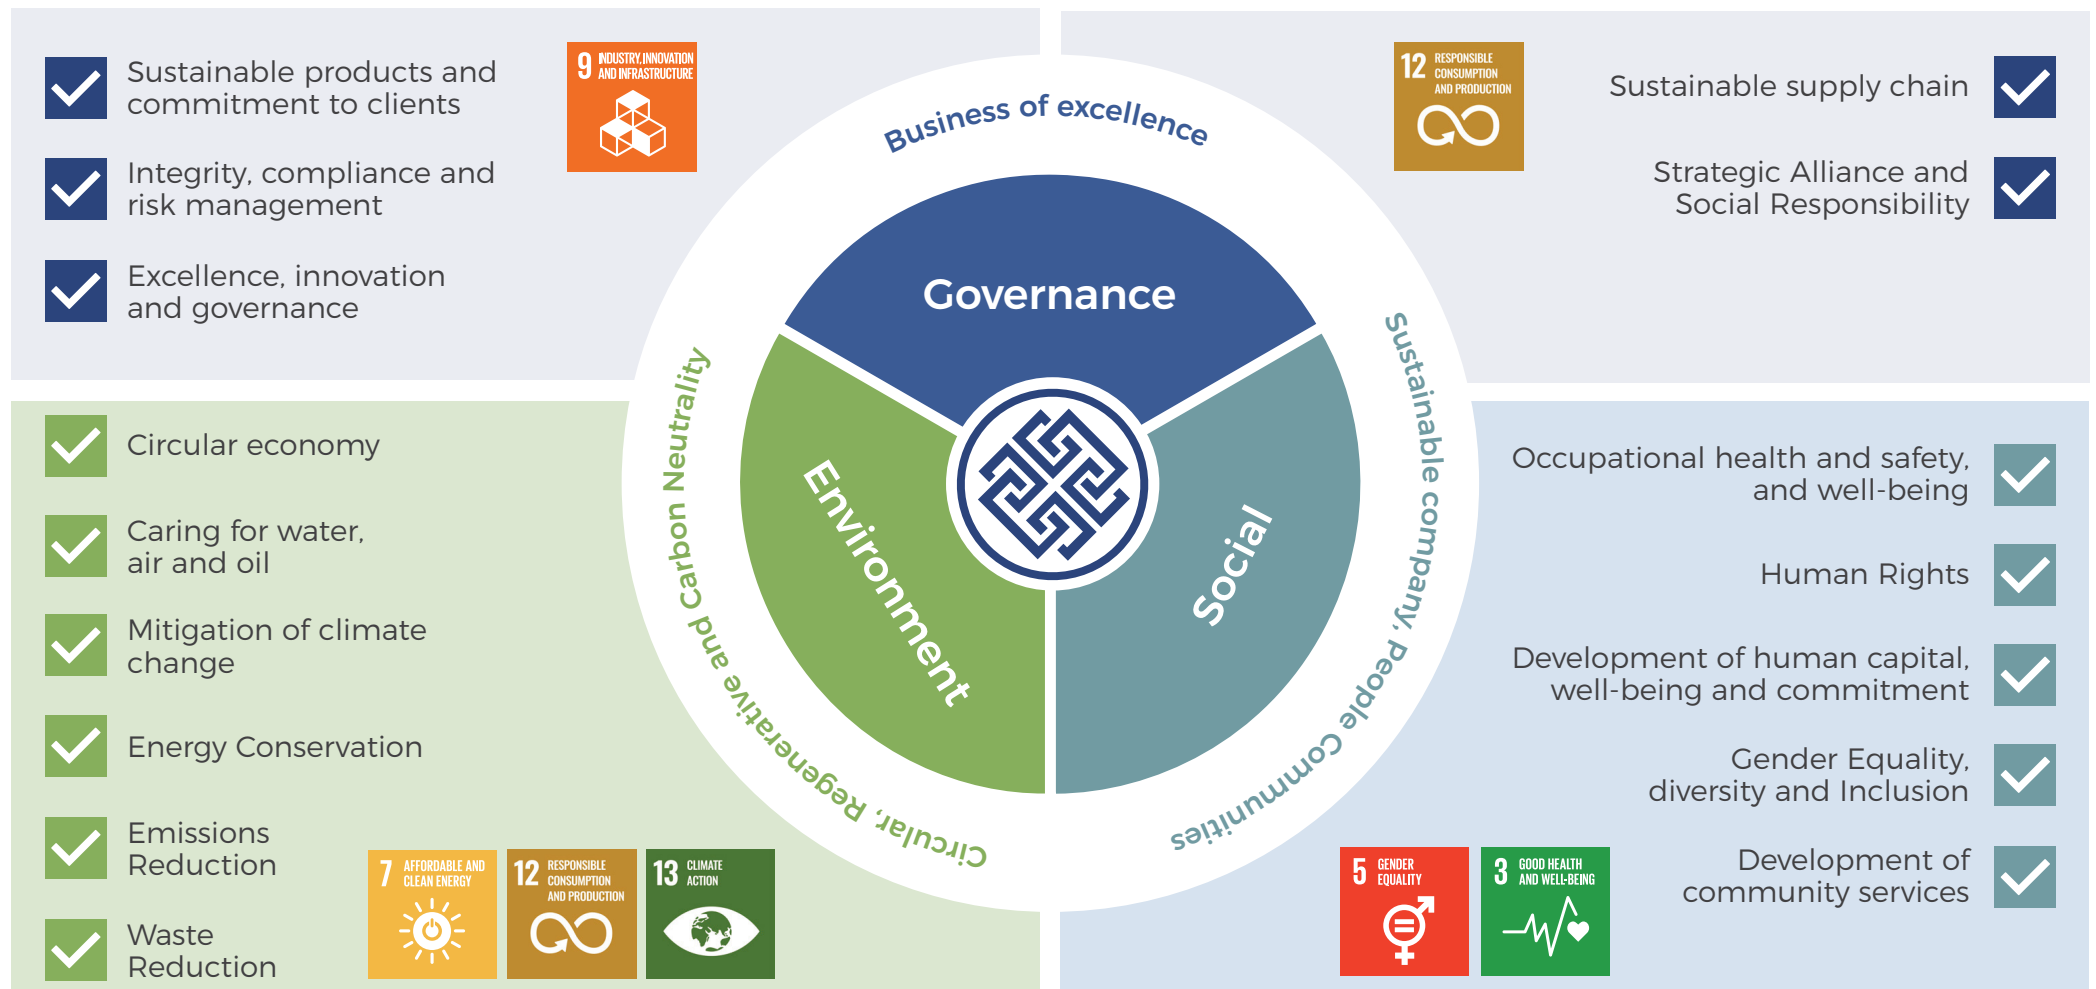 Sustainable products and
commitment to clients
Integrity, compliance and
risk management
Excellence, innovation
and governance
9 INDUSTRY, INNOVATION
AND INFRASTRUCTURE
12 RESPONSIBLE
CONSUMPTION
AND PRODUCTION
Sustainable supply chain
Strategic Alliance and
Social Responsibility
Business of excellence
Governance
Environment
Social
Circular, Regenerative and Carbon Neutrality
Sustainable company, People Communities
Circular economy
Caring for water,
air and oil
Mitigation of climate
change
Energy Conservation
Emissions
Reduction
Waste
Reduction
7 AFFORDABLE AND
CLEAN ENERGY
12 RESPONSIBLE
CONSUMPTION
AND PRODUCTION
13 CLIMATE
ACTION
Occupational health and safety,
and well-being
Human Rights
Development of human capital,
well-being and commitment
Gender Equality,
diversity and Inclusion
Development of
community services
5 GENDER
EQUALITY
3 GOOD HEALTH
AND WELL-BEING